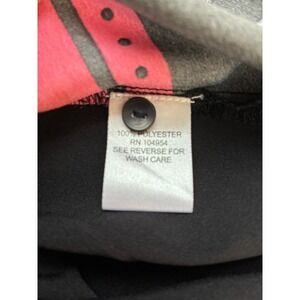 100% POLYESTER
RN 104954
SEE REVERSE FOR
WASH CARE